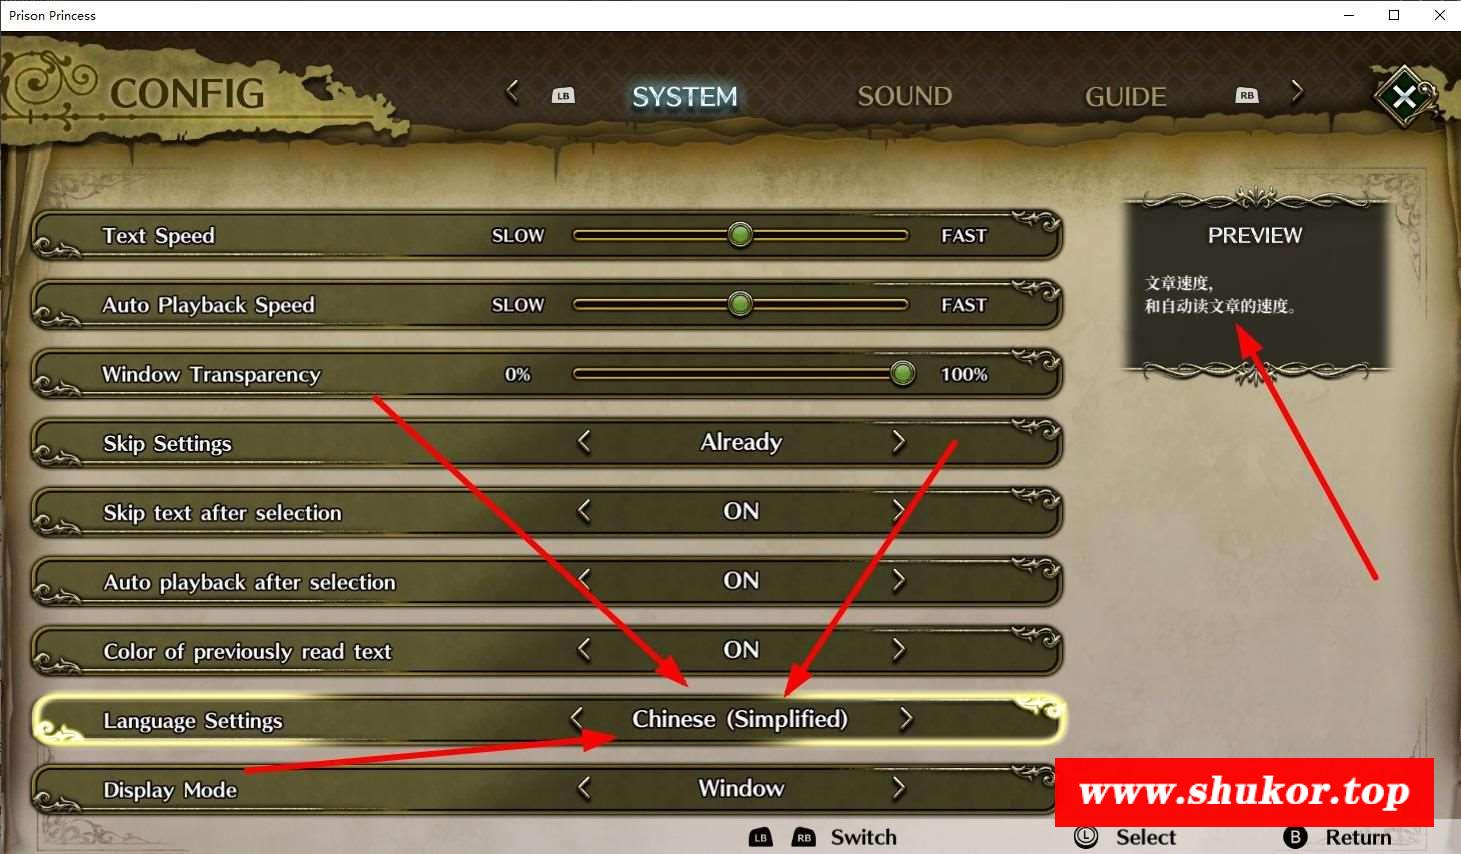 Prison Princess
CONFIG
LB
SYSTEM
SOUND
GUIDE
RB
Text Speed
SLOW
FAST
Auto Playback Speed
SLOW
FAST
Window Transparency
0%
100%
Skip Settings
Already
Skip text after selection
ON
Auto playback after selection
ON
Color of previously read text
ON
Language Settings
Chinese (Simplified)
Display Mode
Window
PREVIEW
文章速度,
和自动读文章的速度。
www.shukor.top
LB RB Switch
L Select
B Return